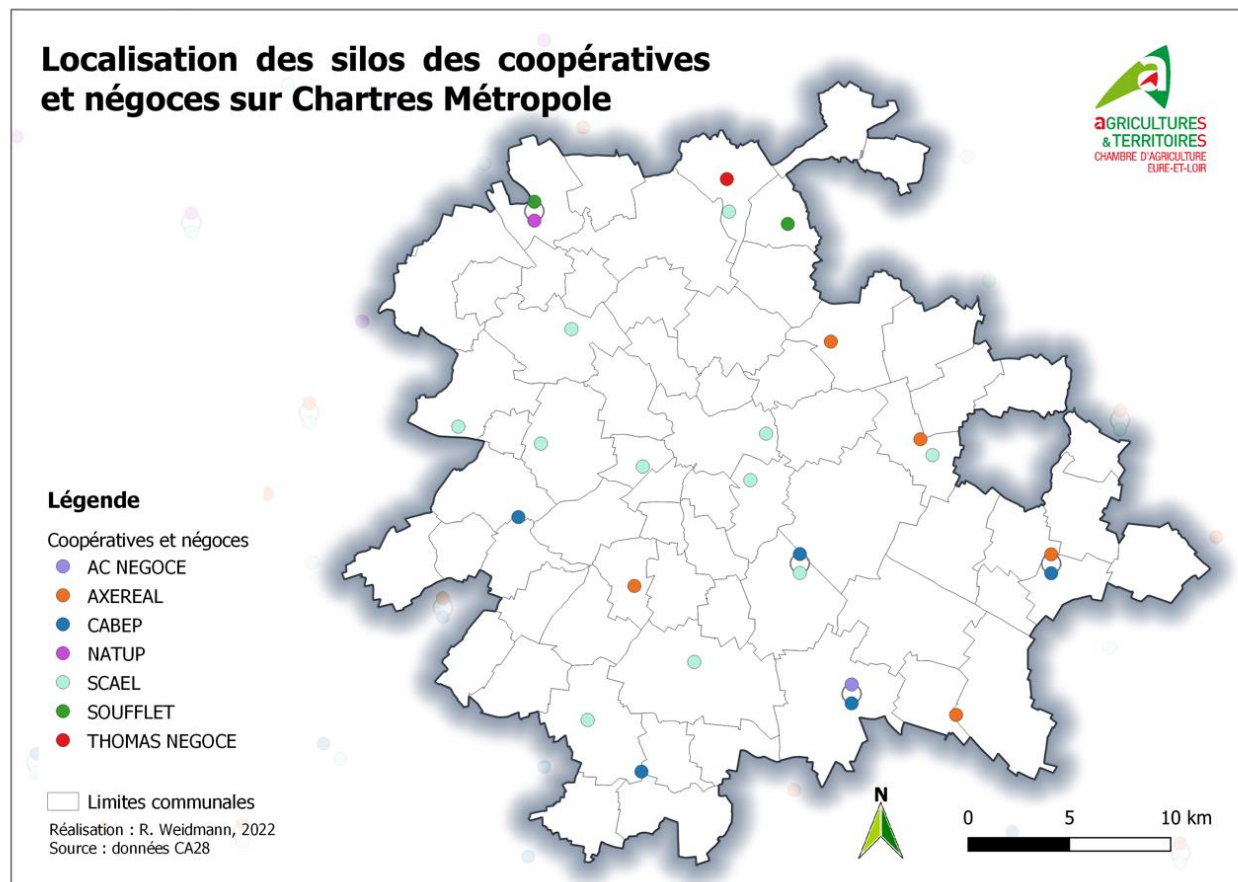 Localisation des silos des coopératives
et négoces sur Chartres Métropole
a
aGRICULTURES
& TERRITOIRES
CHAMBRE D'AGRICULTURE
EURE-ET-LOIR
Légende
Coopératives et négoces
AC NEGOCE
AXEREAL
CABEP
NATUP
SCAEL
SOUFFLET
THOMAS NEGOCE
Limites communales
Réalisation : R. Weidmann, 2022
Source : données CA28
N
0 5 10 km